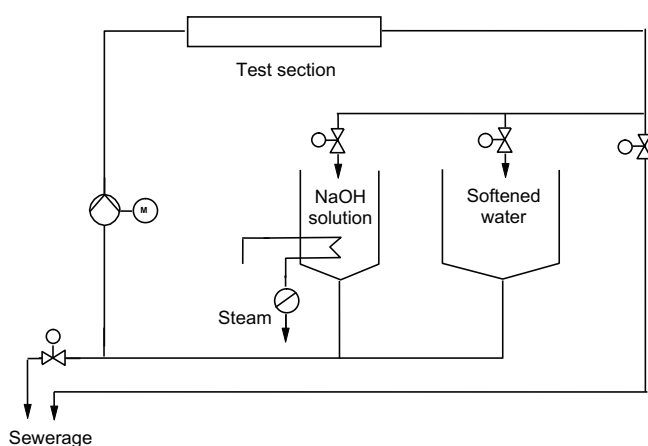 Test section
NaOH
solution
Softened
water
M
Steam
Sewerage